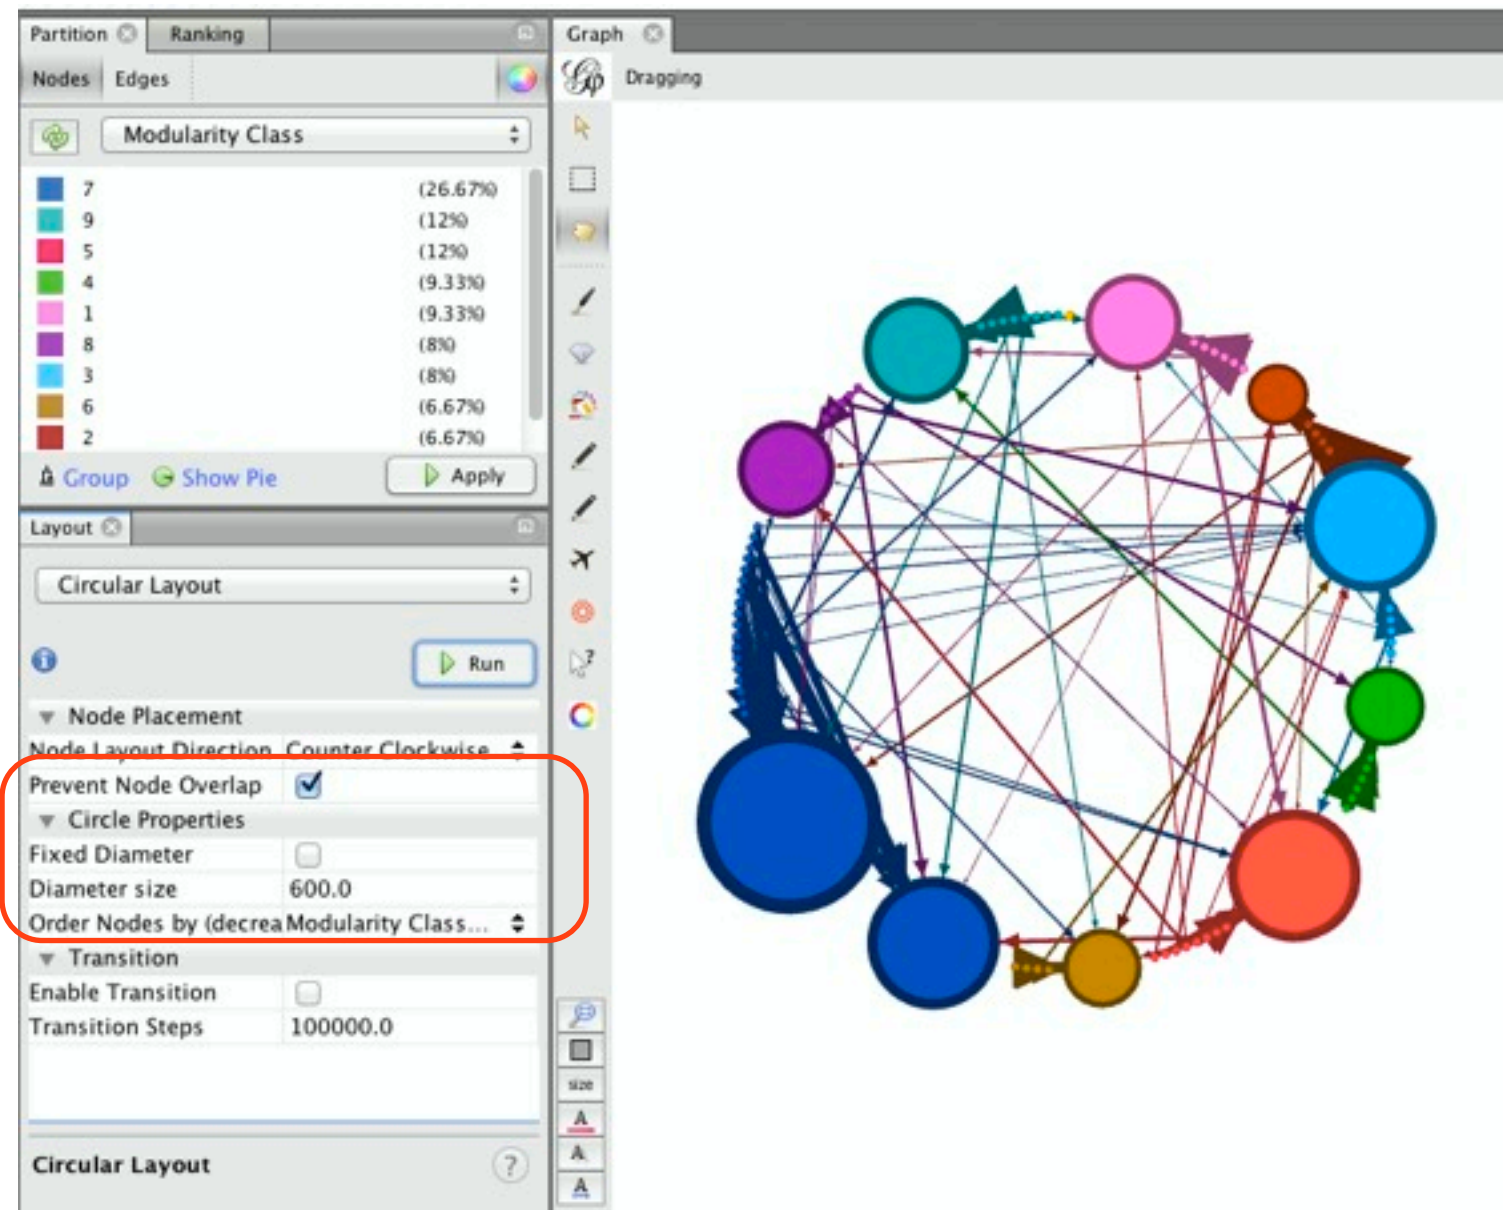 Partition Ranking
Nodes Edges
Modularity Class
7 (26.67%)
9 (12%)
5 (12%)
4 (9.33%)
1 (9.33%)
8 (8%)
3 (8%)
6 (6.67%)
2 (6.67%)
Group Show Pie Apply
Layout
Circular Layout
Run
Node Placement
Node Layout Direction Counter Clockwise
Prevent Node Overlap
Circle Properties
Fixed Diameter
Diameter size 600.0
Order Nodes by (decrea Modularity Class...
Transition
Enable Transition
Transition Steps 100000.0
Circular Layout ?
Graph
Dragging
?
size
A
A
A